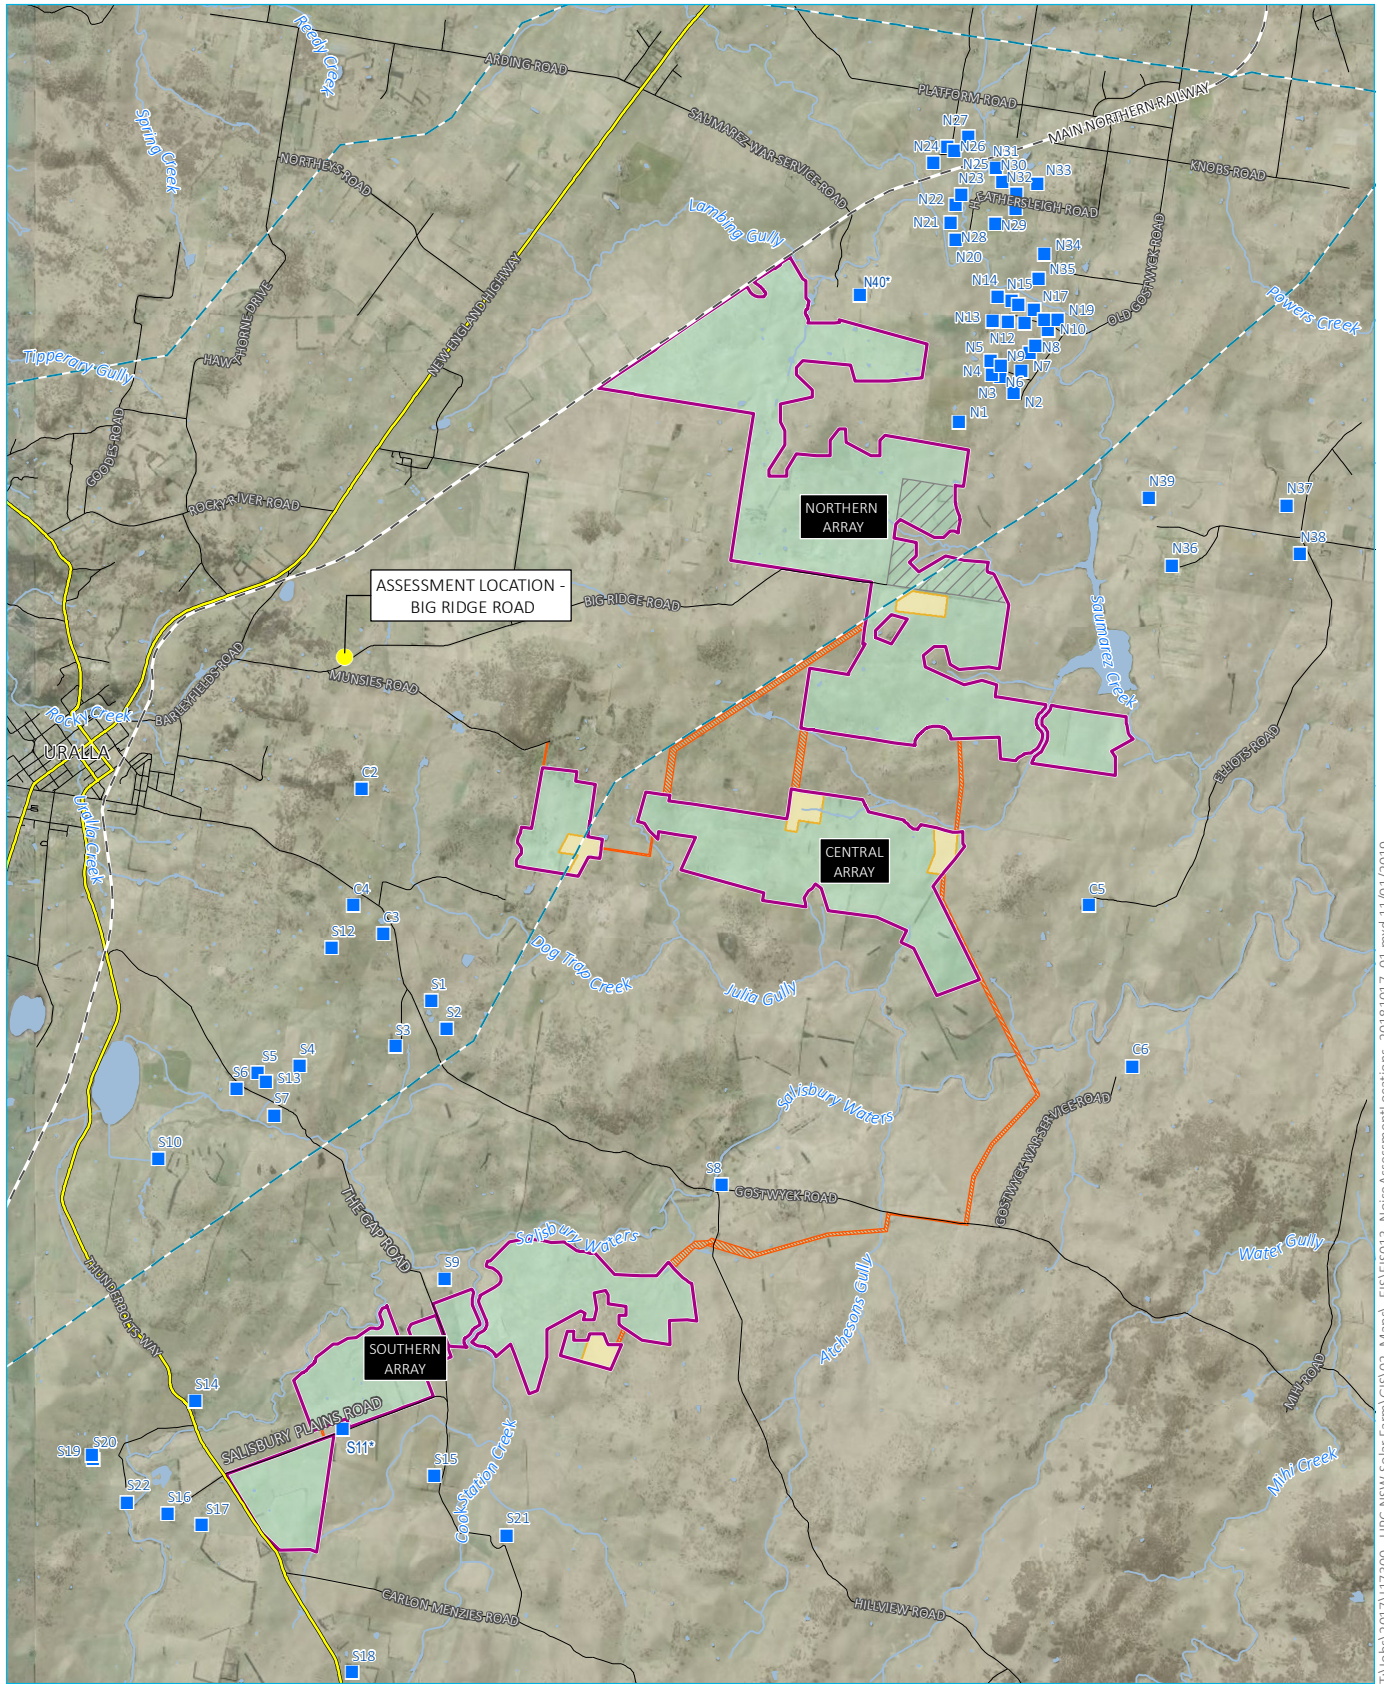 Reedy Creek
ARDING ROAD
Spring Creek
PLATFORM ROAD
MAIN NORTHERN RAILWAY
SAUMAREZ WAR SERVICE ROAD
NORTHEYS ROAD
KNOBS ROAD
N27
N24
N26
N25
N31
N30
N23
N32
N33
HEATHERSLEIGH ROAD
N22
N21
N29
N28
N20
Lambing Gully
N34
N35
OLD GOSTWYCK ROAD
N40*
N14
N15
N17
N19
N13
N12
N10
N8
N5
N9
N4
N7
N6
N3
N2
N1
Powers Creek
NEW ENGLAND HIGHWAY
HAWTHORNE DRIVE
Tipperary Gully
GOODES ROAD
ROCKY RIVER ROAD
N39
N37
N38
N36
NORTHERN
ARRAY
ASSESSMENT LOCATION -
BIG RIDGE ROAD
BIG RIDGE ROAD
Saumarez Creek
MUNSIES ROAD
BARLEYFIELDS ROAD
Rocky Creek
URALLA
Uralla Creek
ELLIOTS ROAD
C2
CENTRAL
ARRAY
C4
C3
C5
S12
Dog Trap Creek
Julia Gully
S1
S2
S3
S4
S5
S6
S13
S7
C6
Salisbury Waters
GOSTWYCK WAR SERVICE ROAD
S10
S8
GOSTWYCK ROAD
THE GAP ROAD
Salisbury Waters
Water Gully
S9
Atchesons Gully
THUNDERBOLTS WAY
SOUTHERN
ARRAY
MIHI ROAD
S14
SALISBURY PLAINS ROAD
S11*
S19
S20
S15
Cook Station Creek
Mihi Creek
S22
S16
S17
S21
CARLON MENZIES ROAD
HILLVIEW ROAD
S18